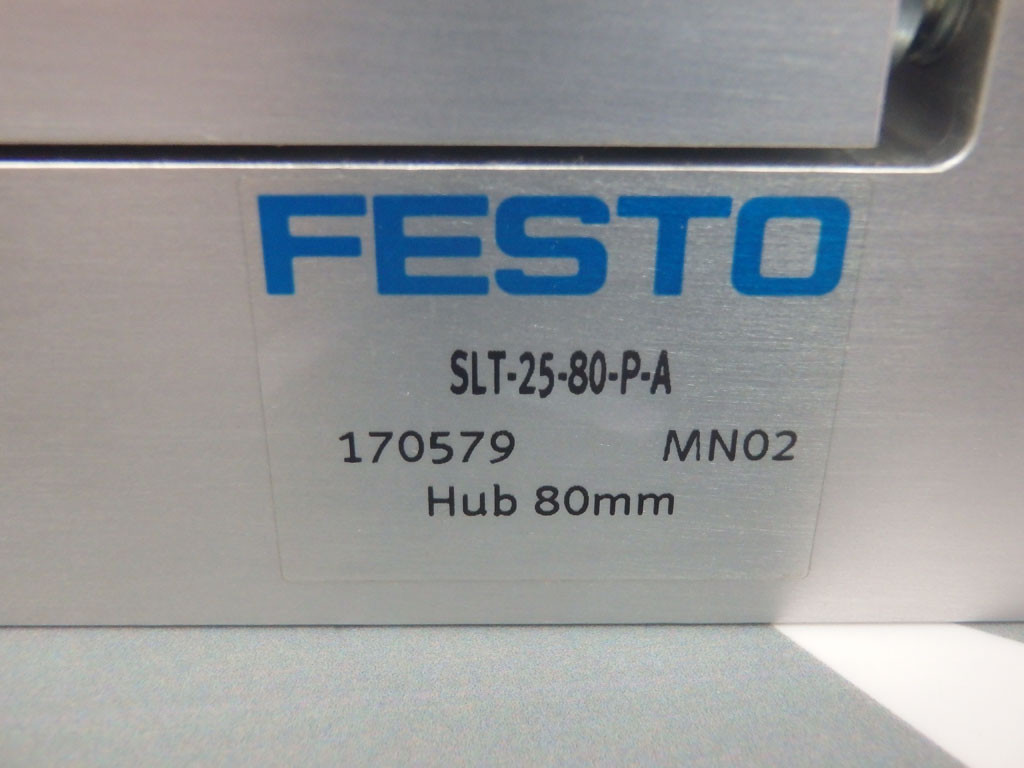 FESTO
SLT-25-80-P-A
170579 MN02
Hub 80mm